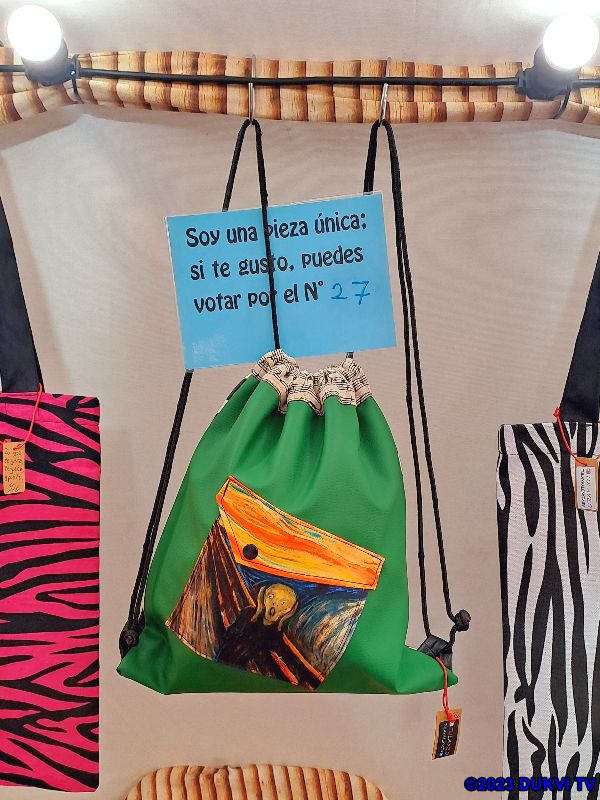 Soy una pieza única;
si te gusto, puedes
votar por el N° 27
©2023 DUKVI TV